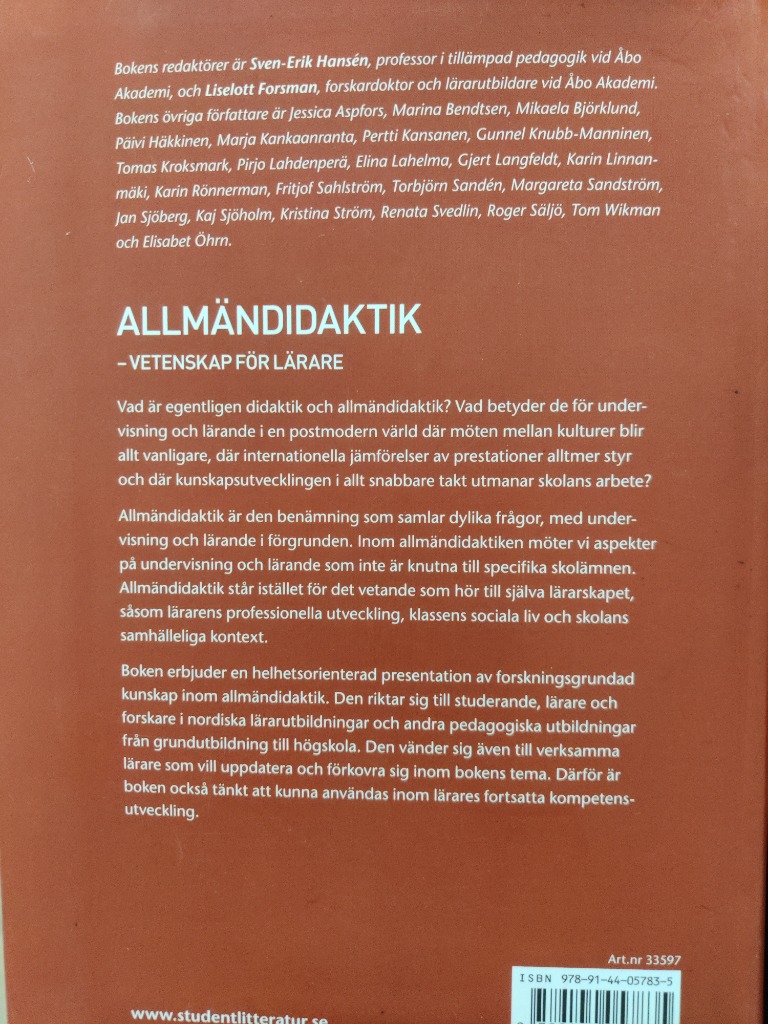 Bokens redaktörer är Sven-Erik Hansén, professor i tillämpad pedagogik vid Åbo
Akademi, och Liselott Forsman, forskardoktor och lärarutbildare vid Åbo Akademi.
Bokens övriga författare är Jessica Aspfors, Marina Bendtsen, Mikaela Björklund,
Päivi Häkkinen, Marja Kankaanranta, Pertti Kansanen, Gunnel Knubb-Manninen,
Tomas Kroksmark, Pirjo Lahdenperä, Elina Lahelma, Gjert Langfeldt, Karin Linnan-
mäki, Karin Rönnerman, Fritjof Sahlström, Torbjörn Sandén, Margareta Sandström,
Jan Sjöberg, Kaj Sjöholm, Kristina Ström, Renata Svedlin, Roger Säljö, Tom Wikman
och Elisabet Öhrn.
ALLMÄNDIDAKTIK
– VETENSKAP FÖR LÄRARE
Vad är egentligen didaktik och allmändidaktik? Vad betyder de för under-
visning och lärande i en postmodern värld där möten mellan kulturer blir
allt vanligare, där internationella jämförelser av prestationer alltmer styr
och där kunskapsutvecklingen i allt snabbare takt utmanar skolans arbete?
Allmändidaktik är den benämning som samlar dylika frågor, med under-
visning och lärande i förgrunden. Inom allmändidaktiken möter vi aspekter
på undervisning och lärande som inte är knutna till specifika skolämnen.
Allmändidaktik står istället för det vetande som hör till själva lärarskapet,
såsom lärarens professionella utveckling, klassens sociala liv och skolans
samhälleliga kontext.
Boken erbjuder en helhetsorienterad presentation av forskningsgrundad
kunskap inom allmändidaktik. Den riktar sig till studerande, lärare och
forskare i nordiska lärarutbildningar och andra pedagogiska utbildningar
från grundutbildning till högskola. Den vänder sig även till verksamma
lärare som vill uppdatera och förkovra sig inom bokens tema. Därför är
boken också tänkt att kunna användas inom lärares fortsatta kompetens-
utveckling.
Art.nr 33597
ISBN 978-91-44-05783-5
www.studentlitteratur.se